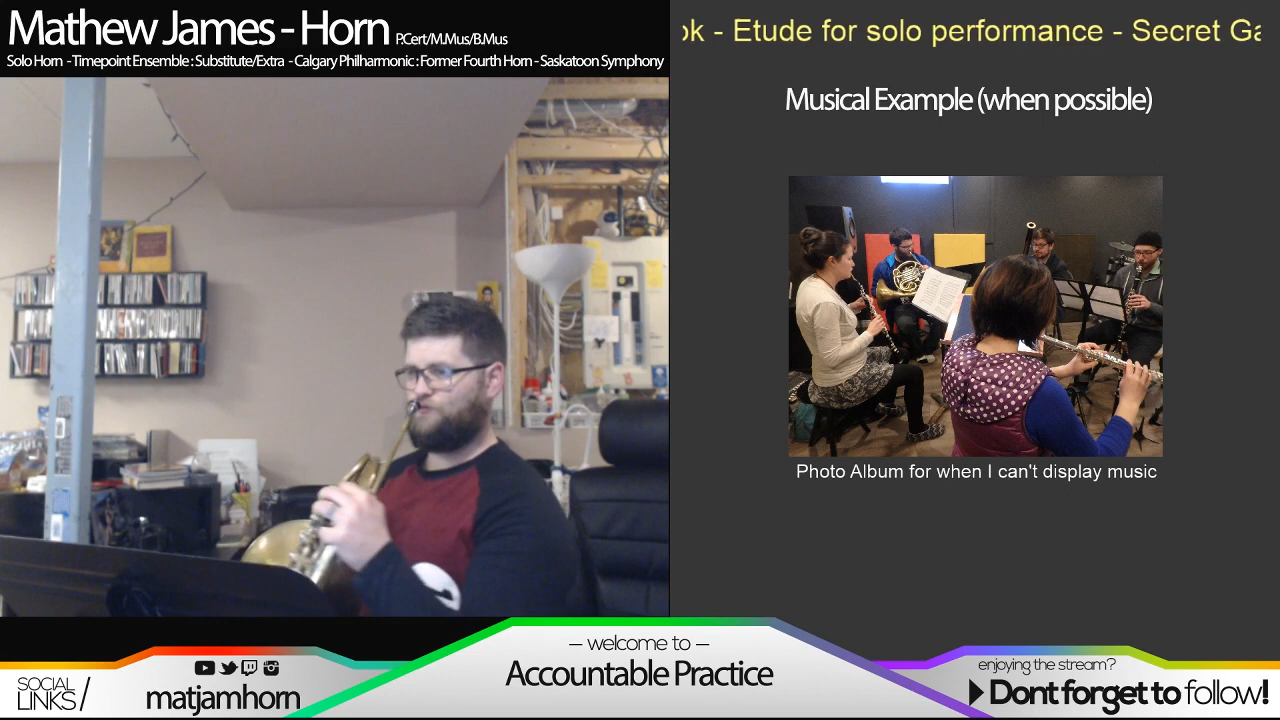 Mathew James - Horn P.Cert/M.Mus/B.Mus
Solo Horn - Timepoint Ensemble : Substitute/Extra - Calgary Philharmonic : Former Fourth Horn - Saskatoon Symphony
ok - Etude for solo performance - Secret Ga
Musical Example (when possible)
Photo Album for when I can't display music
– welcome to –
Accountable Practice
SOCIAL
LINKS /
matjamhorn
enjoying the stream?
Dont forget to follow!